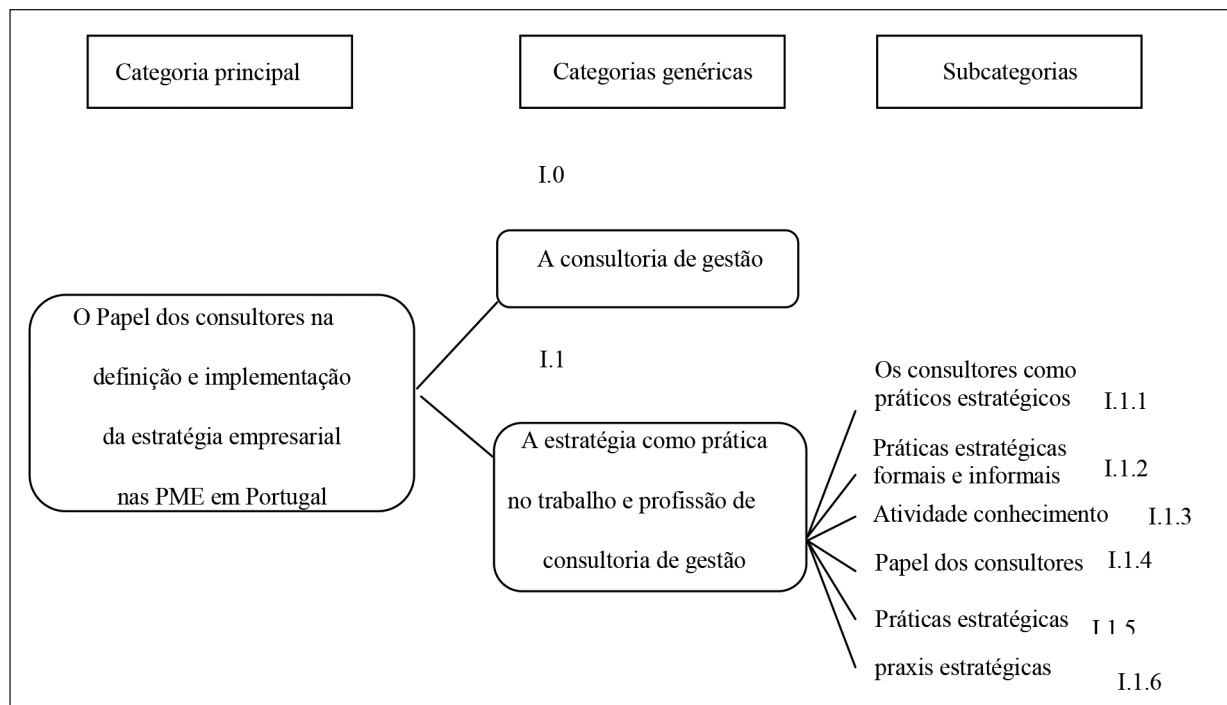 Categoria principal
Categorias genéricas
Subcategorias
I.0
A consultoria de gestão
O Papel dos consultores na
definição e implementação
da estratégia empresarial
nas PME em Portugal
I.1
A estratégia como prática
no trabalho e profissão de
consultoria de gestão
Os consultores como
práticos estratégicos I.1.1
Práticas estratégicas
formais e informais I.1.2
Atividade conhecimento I.1.3
Papel dos consultores I.1.4
Práticas estratégicas I.1.5
praxis estratégicas I.1.6